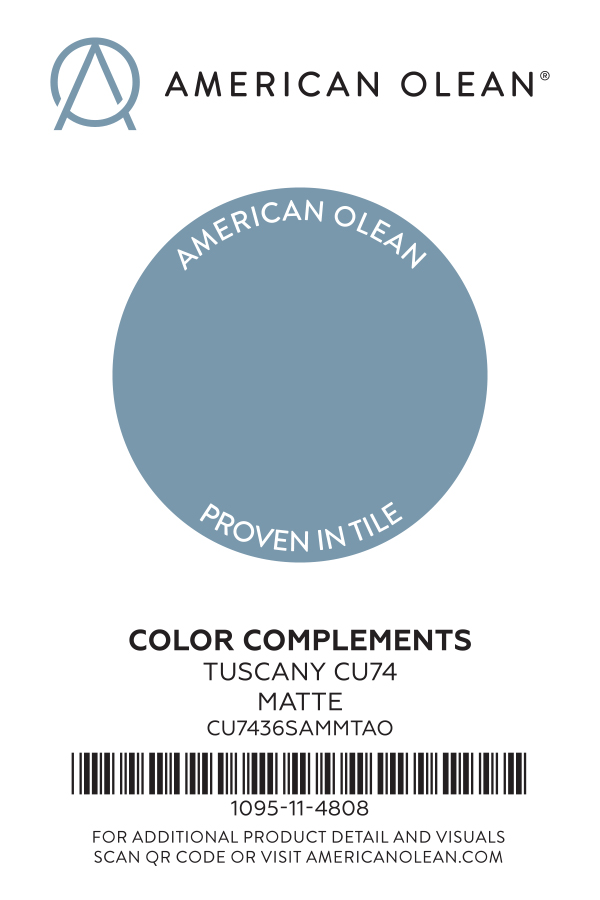 AMERICAN OLEAN®
AMERICAN OLEAN
PROVEN IN TILE
COLOR COMPLEMENTS
TUSCANY CU74
MATTE
CU7436SAMMTAO
1095-11-4808
FOR ADDITIONAL PRODUCT DETAIL AND VISUALS
SCAN QR CODE OR VISIT AMERICANOLEAN.COM